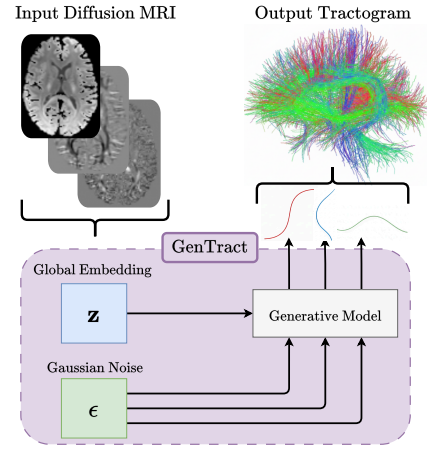 Input Diffusion MRI
Output Tractogram
GenTract
Global Embedding
z
Generative Model
Gaussian Noise
ϵ